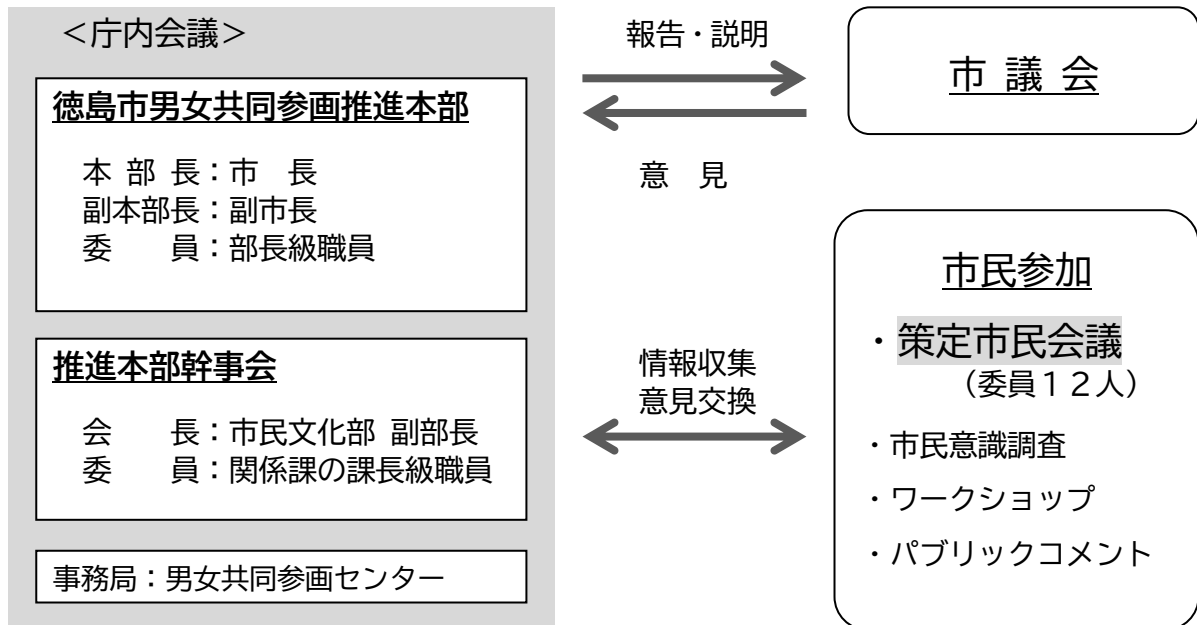 ＜庁内会議＞
徳島市男女共同参画推進本部
本 部 長：市　長
副本部長：副市長
委　　員：部長級職員
推進本部幹事会
会　　長：市民文化部 副部長
委　　員：関係課の課長級職員
事務局：男女共同参画センター
報告・説明
意　見
情報収集
意見交換
市 議 会
市民参加
・策定市民会議
（委員１２人）
・市民意識調査
・ワークショップ
・パブリックコメント